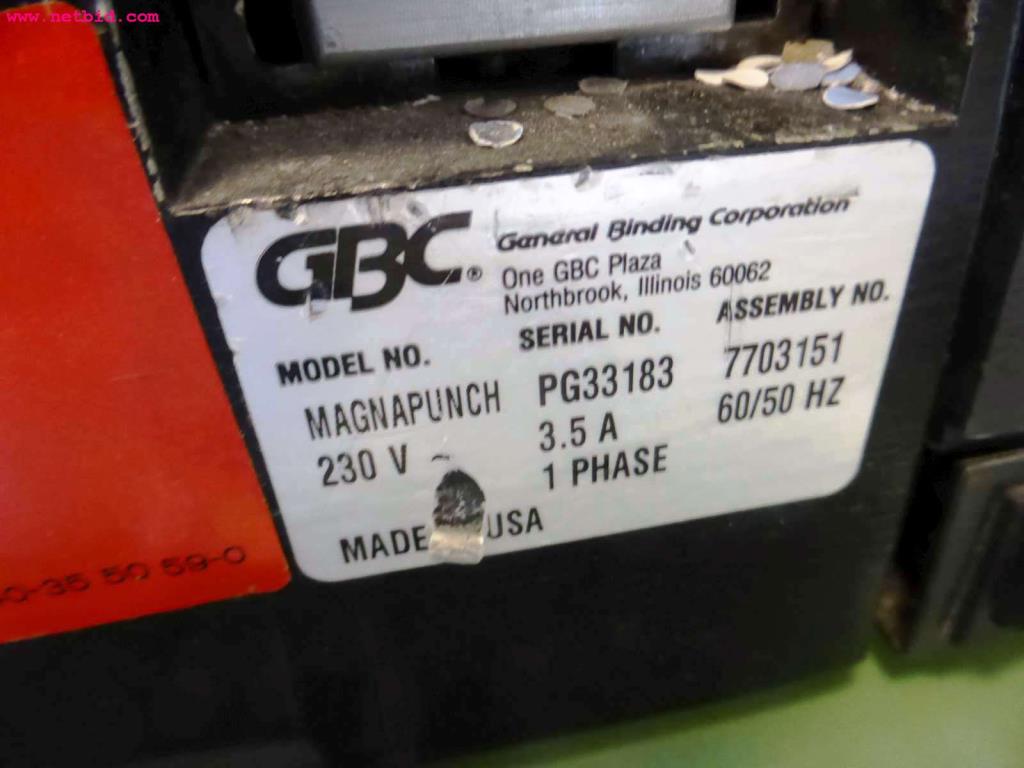 www.netbid.com
GBC®
General Binding Corporation
One GBC Plaza
Northbrook, Illinois 60062
MODEL NO. SERIAL NO. ASSEMBLY NO.
MAGNAPUNCH PG33183 7703151
230 V ~ 3.5 A 60/50 HZ
1 PHASE
MADE USA
0-35 50 59-0